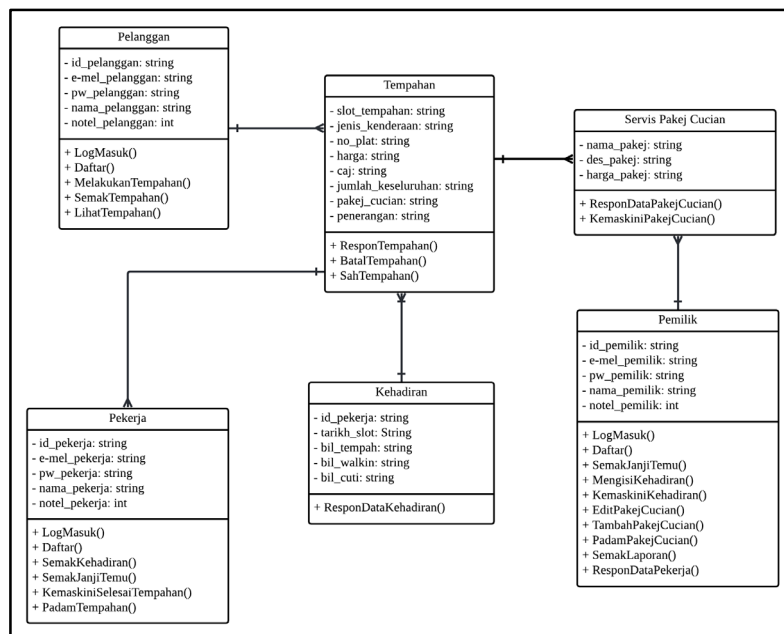 Pelanggan
- id_pelanggan: string
- e-mel_pelanggan: string
- pw_pelanggan: string
- nama_pelanggan: string
- notel_pelanggan: int
+ LogMasuk()
+ Daftar()
+ MelakukanTempahan()
+ SemakTempahan()
+ LihatTempahan()
Tempahan
- slot_tempahan: string
- jenis_kenderaan: string
- no_plat: string
- harga: string
- caj: string
- jumlah_keseluruhan: string
- pakej_cucian: string
- penerangan: string
+ ResponTempahan()
+ BatalTempahan()
+ SahTempahan()
Servis Pakej Cucian
- nama_pakej: string
- des_pakej: string
- harga_pakej: string
+ ResponDataPakejCucian()
+ KemaskiniPakejCucian()
Pekerja
- id_pekerja: string
- e-mel_pekerja: string
- pw_pekerja: string
- nama_pekerja: string
- notel_pekerja: int
+ LogMasuk()
+ Daftar()
+ SemakKehadiran()
+ SemakJanjiTemu()
+ KemaskiniSelesaiTempahan()
+ PadamTempahan()
Kehadiran
- id_pekerja: string
- tarikh_slot: String
- bil_tempah: string
- bil_walkin: string
- bil_cuti: string
+ ResponDataKehadiran()
Pemilik
- id_pemilik: string
- e-mel_pemilik: string
- pw_pemilik: string
- nama_pemilik: string
- notel_pemilik: int
+ LogMasuk()
+ Daftar()
+ SemakJanjiTemu()
+ MengisiKehadiran()
+ KemaskiniKehadiran()
+ EditPakejCucian()
+ TambahPakejCucian()
+ PadamPakejCucian()
+ SemakLaporan()
+ ResponDataPekerja()